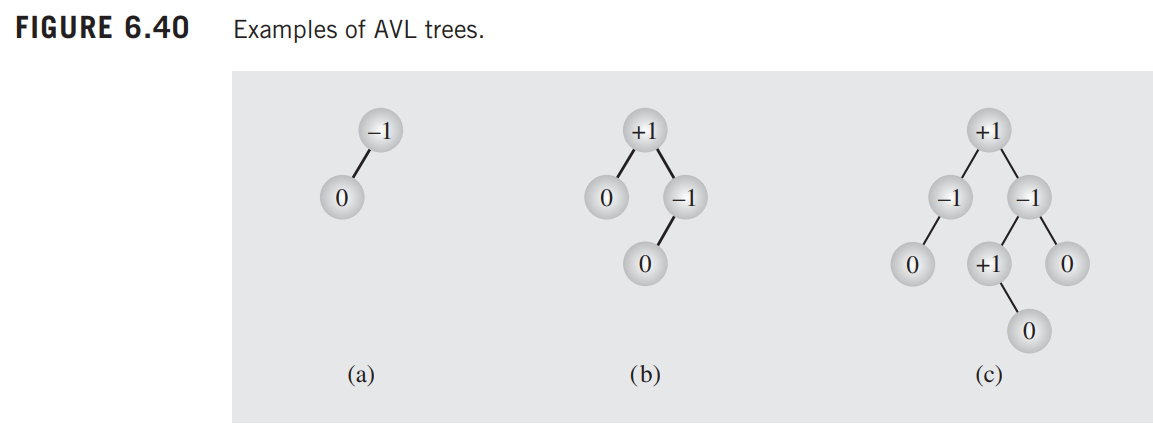 FIGURE 6.40 Examples of AVL trees.
–1 +1 +1
0 0 –1 –1 –1
0 0 +1 0
0
(a) (b) (c)